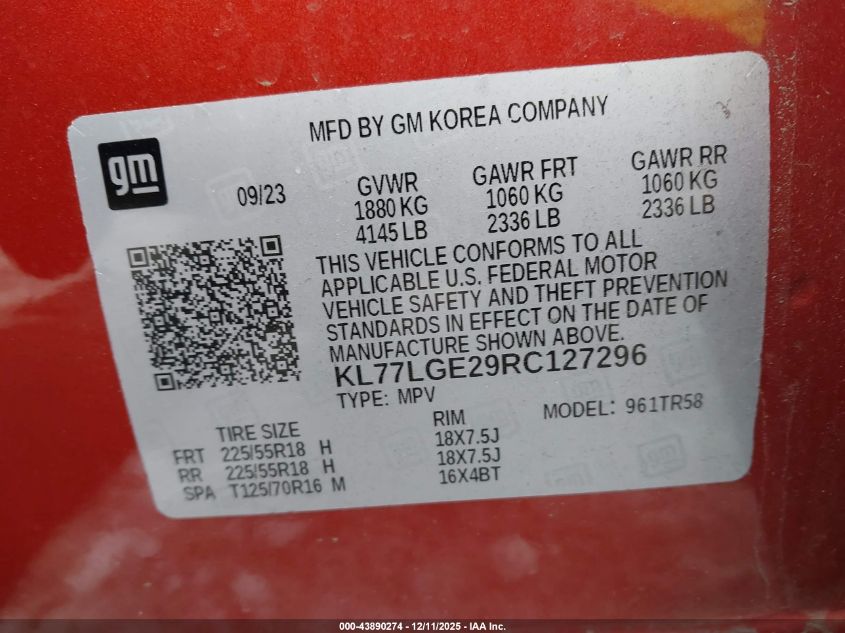 MFD BY GM KOREA COMPANY
gm
09/23
GVWR GAWR FRT GAWR RR
1880 KG 1060 KG 1060 KG
4145 LB 2336 LB 2336 LB
THIS VEHICLE CONFORMS TO ALL
APPLICABLE U.S. FEDERAL MOTOR
VEHICLE SAFETY AND THEFT PREVENTION
STANDARDS IN EFFECT ON THE DATE OF
MANUFACTURE SHOWN ABOVE.
KL77LGE29RC127296
TYPE: MPV MODEL: 961TR58
TIRE SIZE RIM
FRT 225/55R18 H 18X7.5J
RR 225/55R18 H 18X7.5J
SPA T125/70R16 M 16X4BT
000-43890274 - 12/11/2025 - IAA Inc.